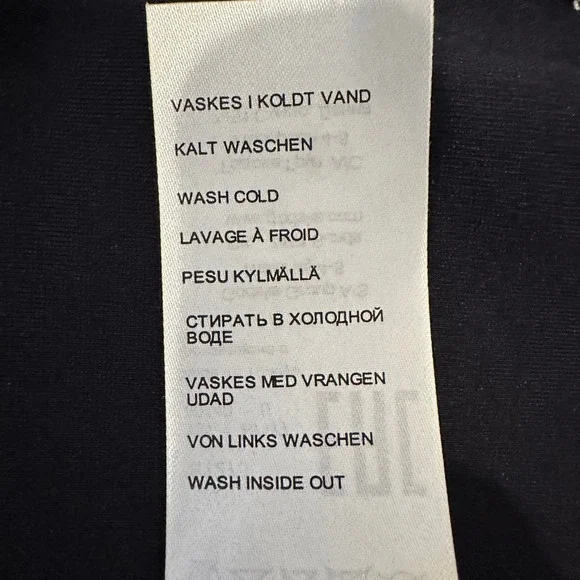 VASKES I KOLDT VAND
KALT WASCHEN
WASH COLD
LAVAGE À FROID
PESU KYLMÄLLÄ
СТИРАТЬ В ХОЛОДНОЙ
ВОДЕ
VASKES MED VRANGEN
UDAD
VON LINKS WASCHEN
WASH INSIDE OUT